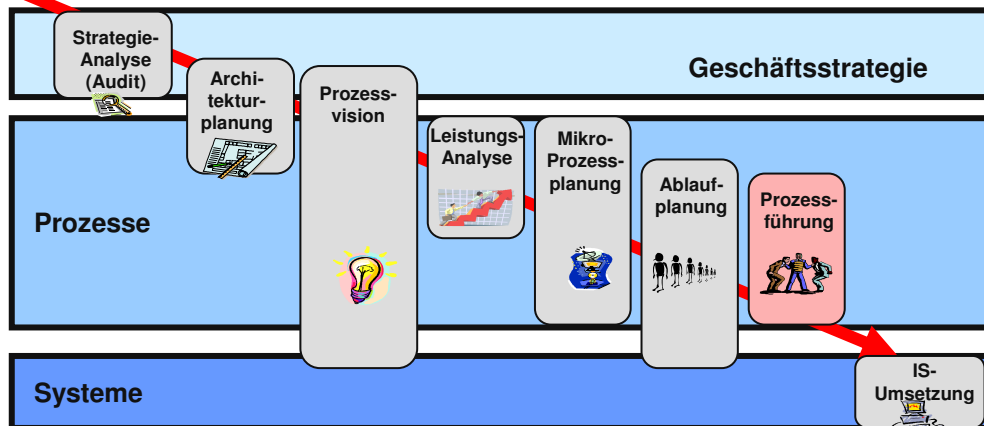 Strategie-
Analyse
(Audit)
Archi-
tektur-
planung
Prozess-
vision
Geschäftsstrategie
Leistungs-
Analyse
Mikro-
Prozess-
planung
Ablauf-
planung
Prozess-
führung
Prozesse
Systeme
IS-
Umsetzung